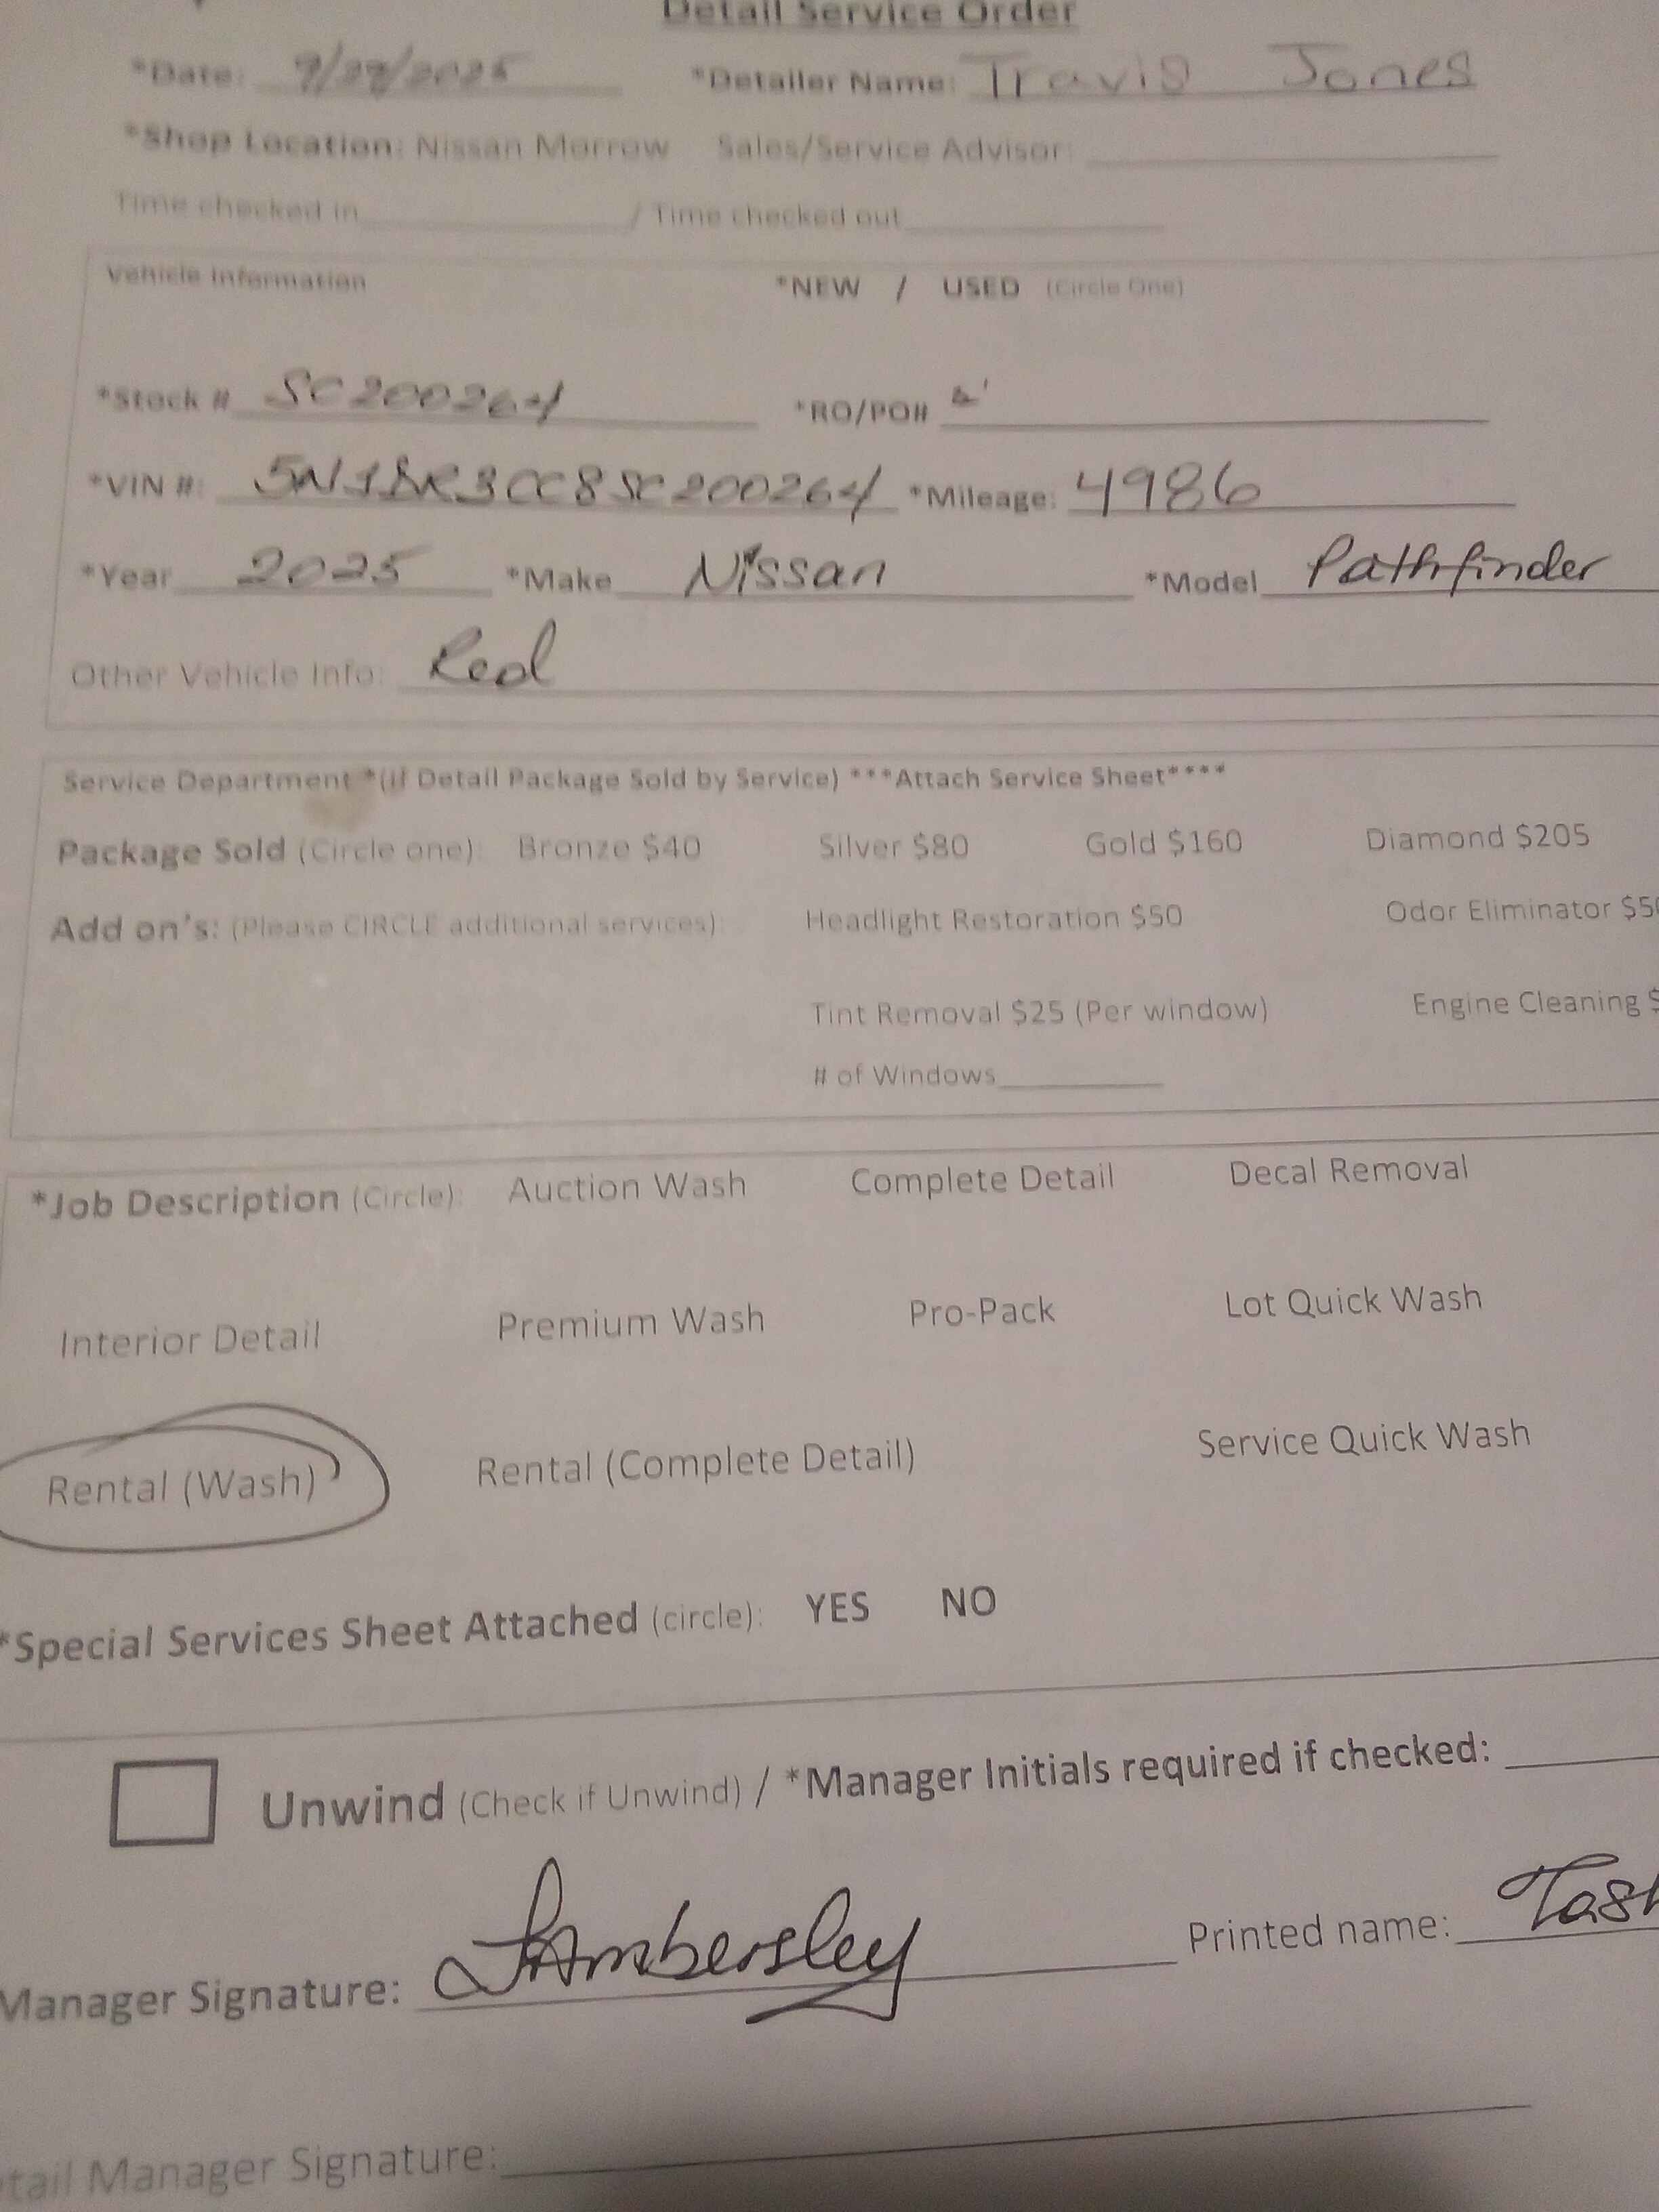 Detail Service Order
*Date: 9/29/2025 *Detailer Name: Travis Jones
*Shop Location: Nissan Morrow Sales/Service Advisor:
Time checked in / Time checked out
Vehicle Information *NEW / USED (Circle One)
*Stock # SC200264 *RO/PO#
*VIN #: 5N1DR3CC8SC200264 *Mileage: 4986
*Year 2025 *Make Nissan *Model Pathfinder
Other Vehicle Info: Red
Service Department *(if Detail Package Sold by Service) ***Attach Service Sheet****
Package Sold (Circle one): Bronze $40 Silver $80 Gold $160 Diamond $205
Add on's: (Please CIRCLE additional services): Headlight Restoration $50 Odor Eliminator $50
Tint Removal $25 (Per window) Engine Cleaning $
# of Windows
*Job Description (Circle): Auction Wash Complete Detail Decal Removal
Interior Detail Premium Wash Pro-Pack Lot Quick Wash
Rental (Wash) Rental (Complete Detail) Service Quick Wash
*Special Services Sheet Attached (circle): YES NO
Unwind (Check if Unwind) / *Manager Initials required if checked:
Manager Signature: Printed name: Tash
tail Manager Signature: